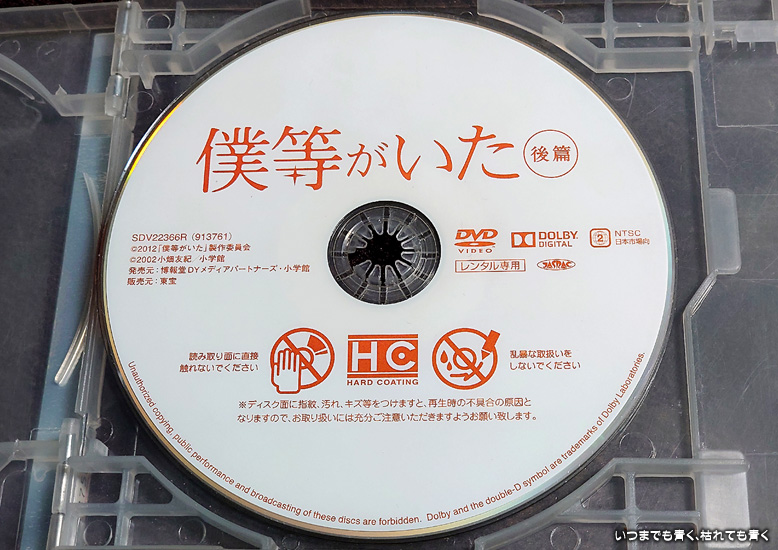 僕等がいた 後篇
SDV22366R (913761)
©2012「僕等がいた」製作委員会
©2002 小畑友紀 小学館
発売元:博報堂DYメディアパートナーズ・小学館
販売元:東宝
DVD
VIDEO
DOLBY
DIGITAL
2
NTSC
日本市場向
レンタル専用
JASRAC
読み取り面に直接
触れないでください
HC
HARD COATING
乱暴な取扱いを
しないでください
※ディスク面に指紋、汚れ、キズ等をつけますと、再生時の不具合の原因と
なりますので、お取り扱いには充分ご注意いただきますようお願い致します。
Unauthorized copying, public performance and broadcasting of these discs are forbidden. Dolby and the double-D symbol are trademarks of Dolby Laboratories.
いつまでも青く、枯れても青く